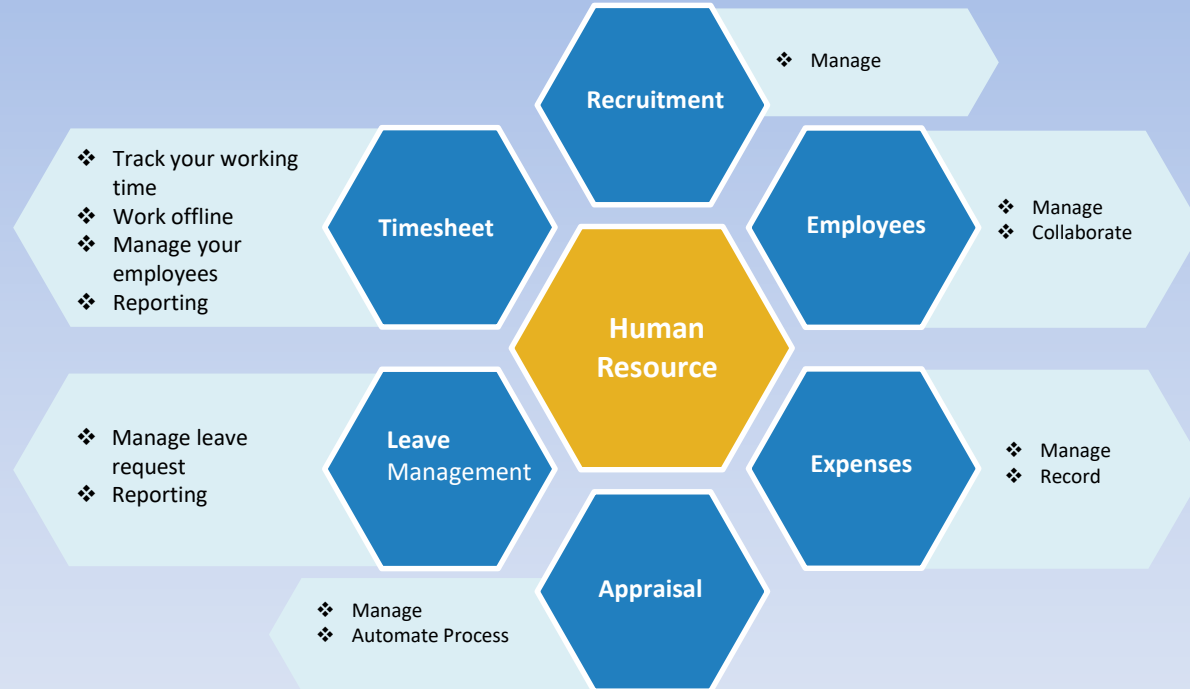 Recruitment
❖ Manage
❖ Track your working
time
❖ Work offline
❖ Manage your
employees
❖ Reporting
Timesheet
Employees
❖ Manage
❖ Collaborate
Human
Resource
❖ Manage leave
request
❖ Reporting
Leave
Management
Expenses
❖ Manage
❖ Record
Appraisal
❖ Manage
❖ Automate Process